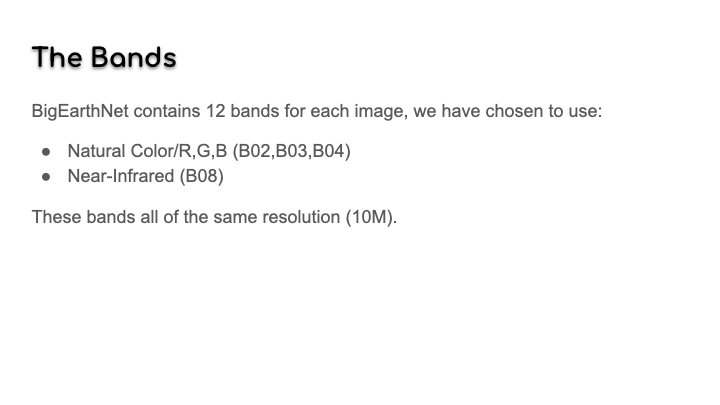 The Bands
BigEarthNet contains 12 bands for each image, we have chosen to use:
● Natural Color/R,G,B (B02,B03,B04)
● Near-Infrared (B08)
These bands all of the same resolution (10M).